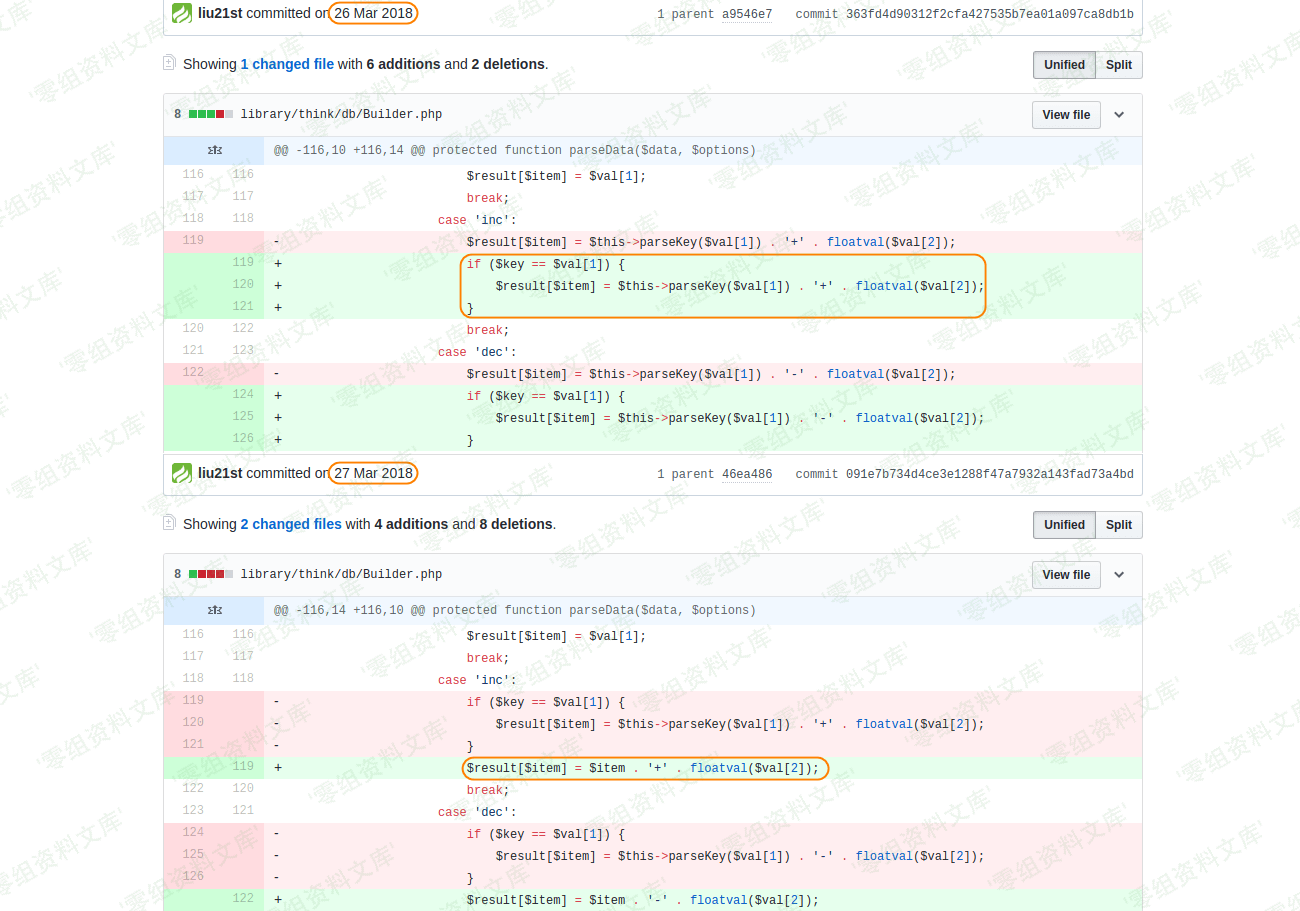 liu21st committed on 26 Mar 2018 1 parent a9546e7 commit 363fd4d90312f2cfa427535b7ea01a097ca8db1b
Showing 1 changed file with 6 additions and 2 deletions. Unified Split
8 library/think/db/Builder.php View file
@@ -116,10 +116,14 @@ protected function parseData($data, $options)
116 116 $result[$item] = $val[1];
117 117 break;
118 118 case 'inc':
119 - $result[$item] = $this->parseKey($val[1]) . '+' . floatval($val[2]);
119 + if ($key == $val[1]) {
120 + $result[$item] = $this->parseKey($val[1]) . '+' . floatval($val[2]);
121 + }
120 122 break;
121 123 case 'dec':
122 - $result[$item] = $this->parseKey($val[1]) . '-' . floatval($val[2]);
124 + if ($key == $val[1]) {
125 + $result[$item] = $this->parseKey($val[1]) . '-' . floatval($val[2]);
126 + }
liu21st committed on 27 Mar 2018 1 parent 46ea486 commit 091e7b734d4ce3e1288f47a7932a143fad73a4bd
Showing 2 changed files with 4 additions and 8 deletions. Unified Split
8 library/think/db/Builder.php View file
@@ -116,14 +116,10 @@ protected function parseData($data, $options)
116 116 $result[$item] = $val[1];
117 117 break;
118 118 case 'inc':
119 - if ($key == $val[1]) {
120 - $result[$item] = $this->parseKey($val[1]) . '+' . floatval($val[2]);
121 - }
119 + $result[$item] = $item . '+' . floatval($val[2]);
122 120 break;
123 121 case 'dec':
124 - if ($key == $val[1]) {
125 - $result[$item] = $this->parseKey($val[1]) . '-' . floatval($val[2]);
126 - }
122 + $result[$item] = $item . '-' . floatval($val[2]);
'零组资料文库'